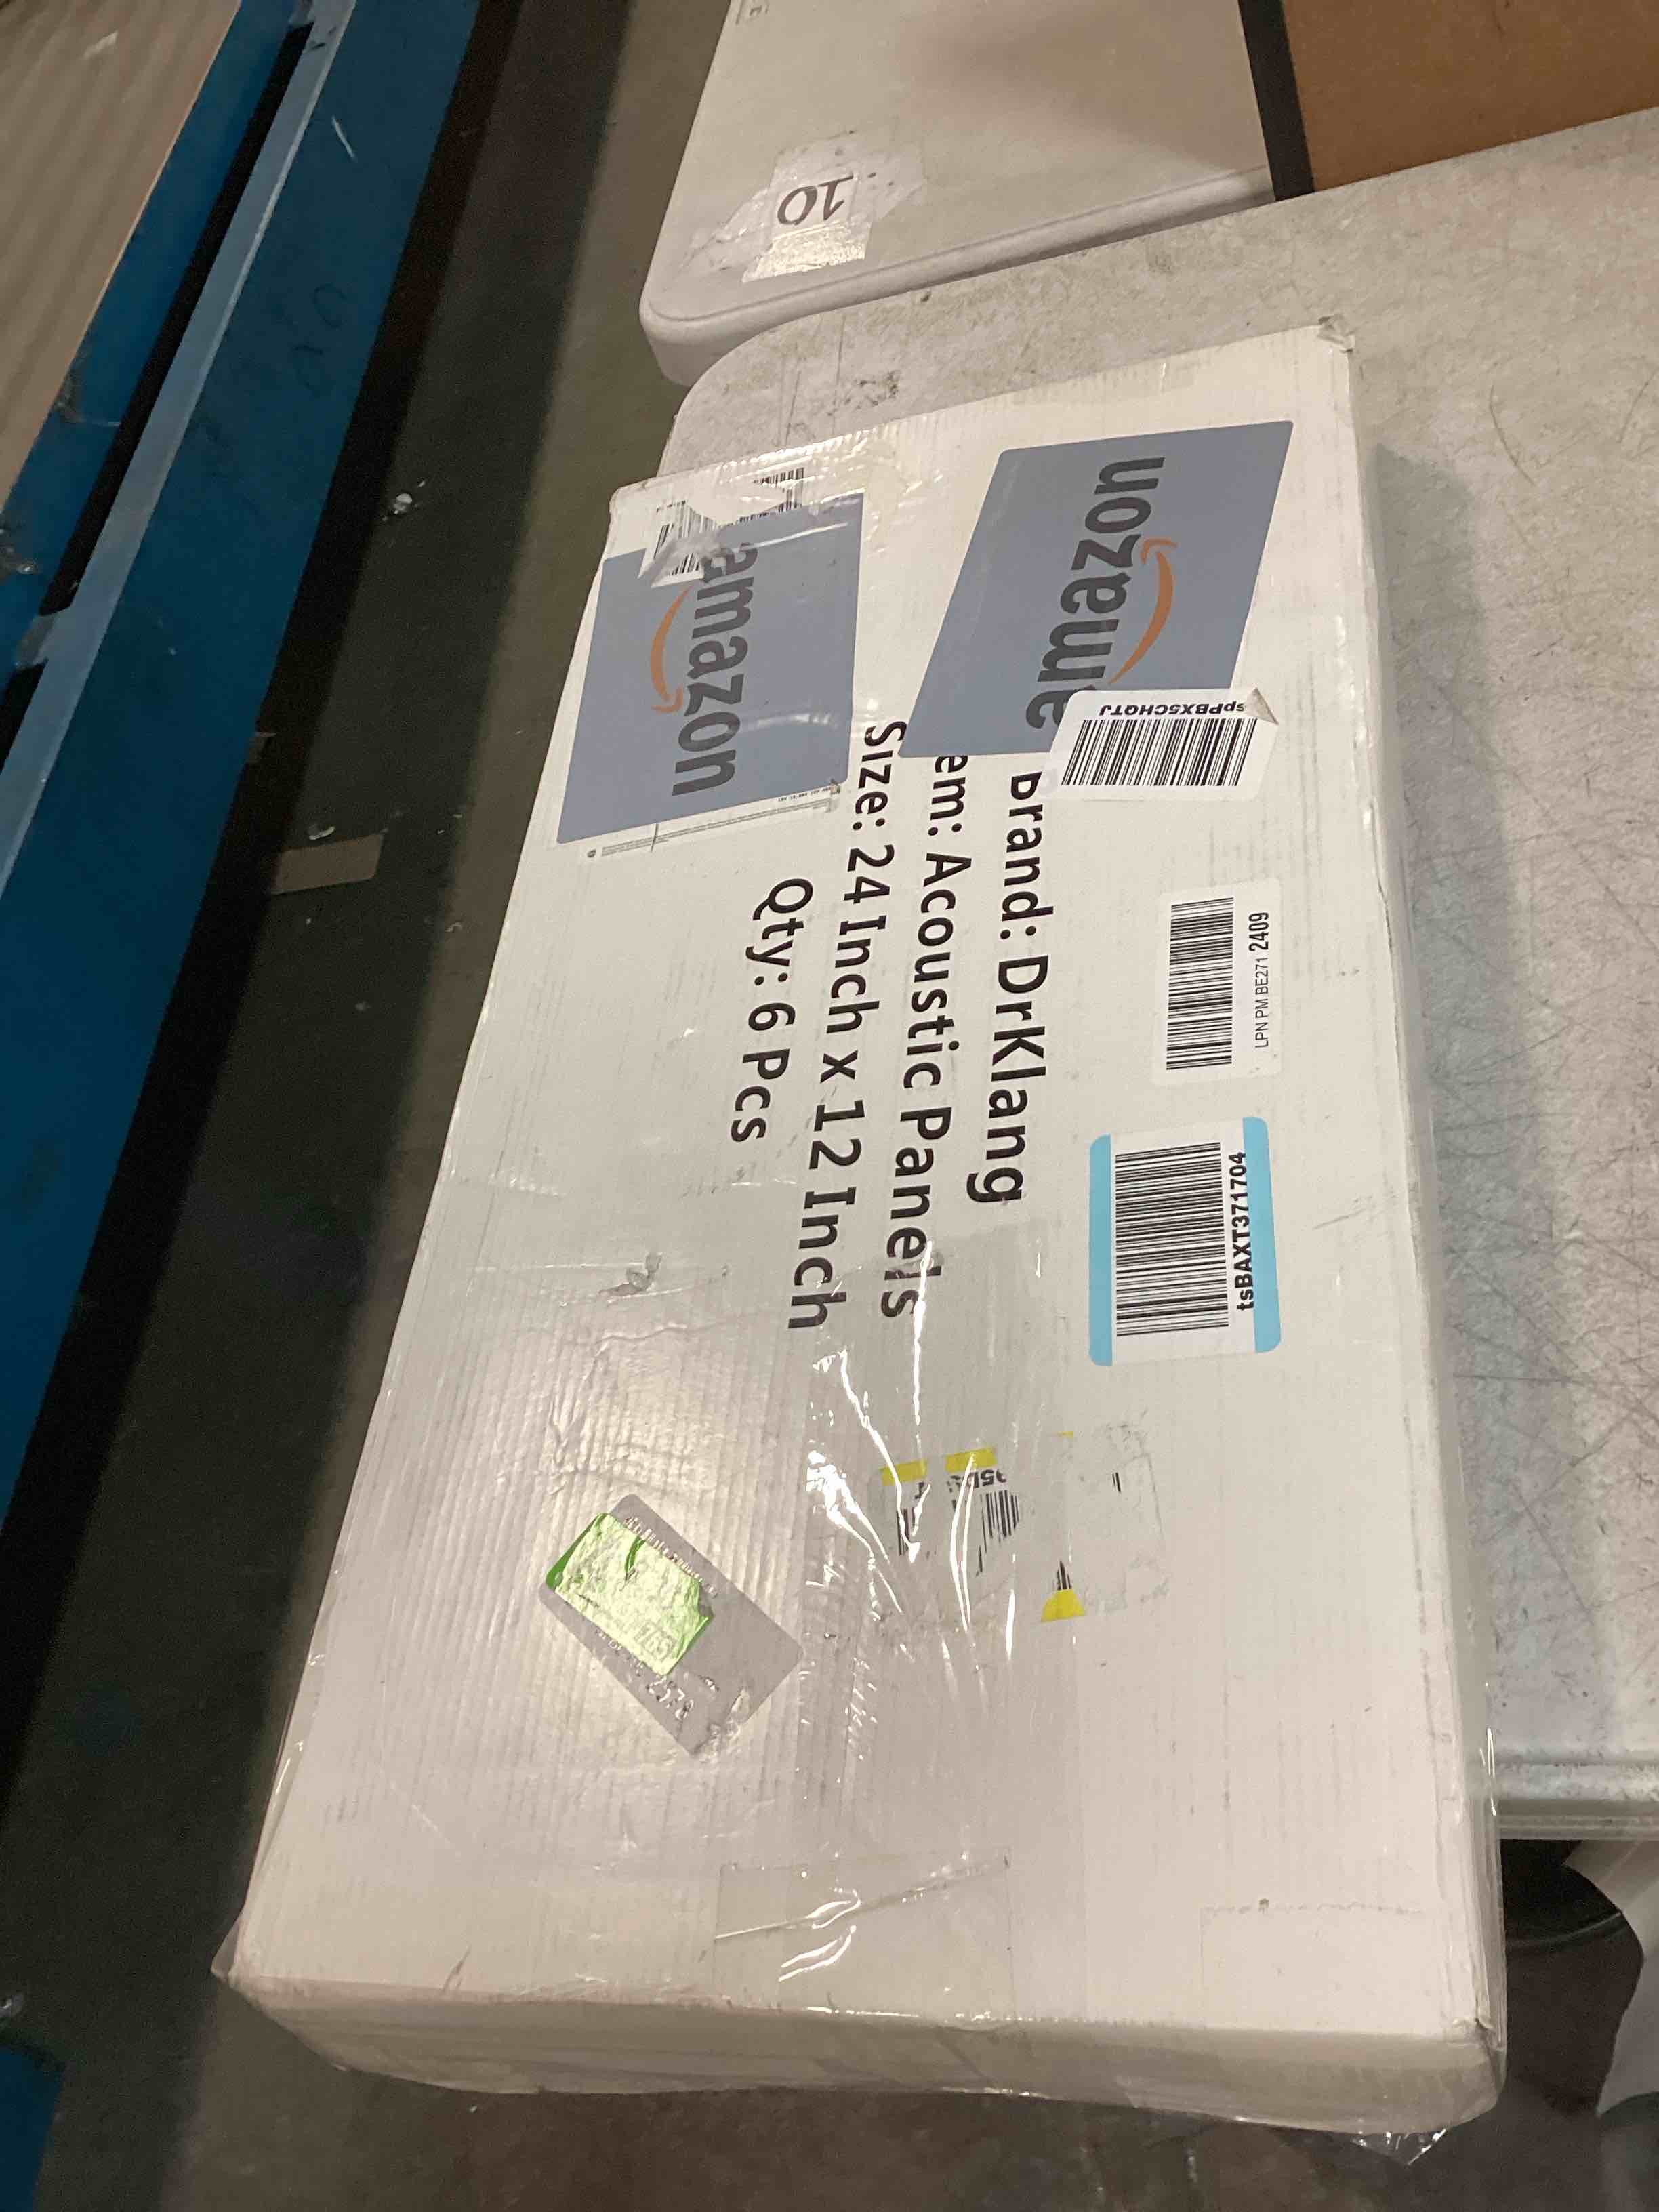 10
amazon
amazon
spPBX5CHQTJ
Brand: DrKlang
em: Acoustic Panels
Size: 24 Inch x 12 Inch
Qty: 6 Pcs
LPN PM BE271 2409
tsBAXT371704